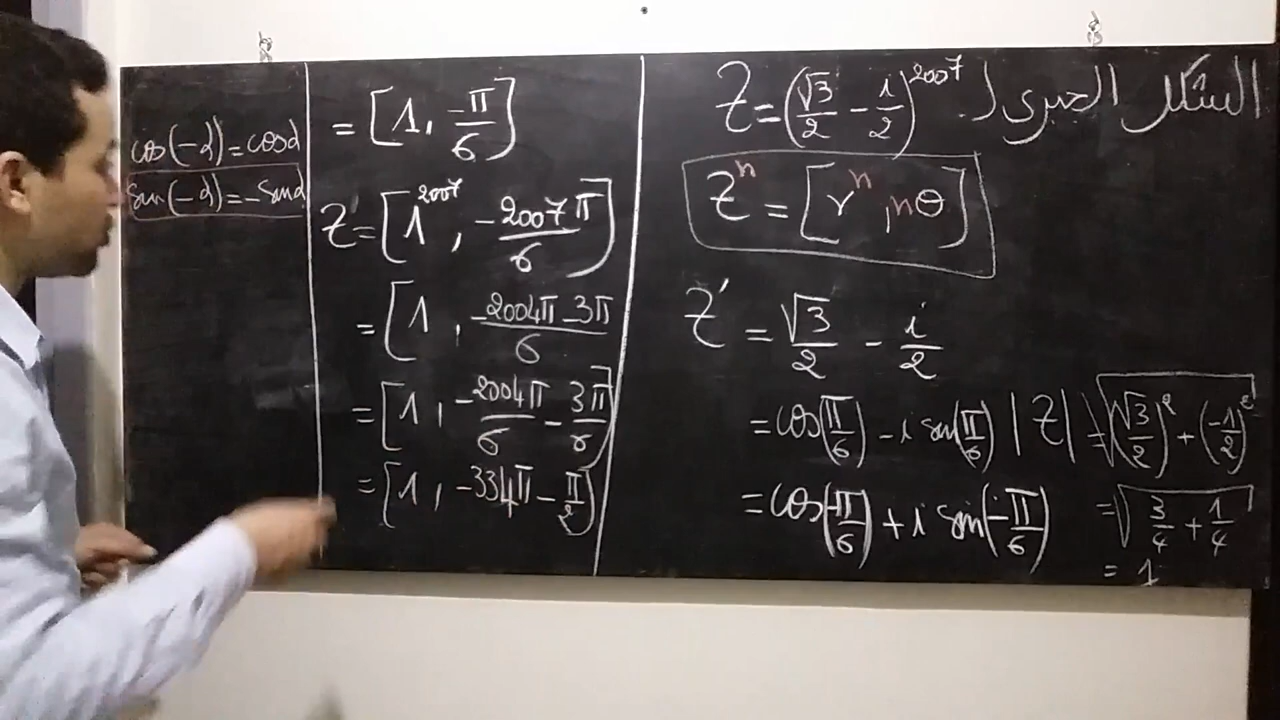 الشكل الجبري ل Z = (√3/2 - i/2)^2007
Z^n = [r^n, nθ]
Z' = √3/2 - i/2
= cos(π/6) - i sin(π/6)
= cos(-π/6) + i sin(-π/6)
|Z| = √((√3/2)^2 + (-1/2)^2)
= √(3/4 + 1/4)
= 1
= [1, -π/6]
Z = [1^2007, -2007π/6]
= [1, -2004π-3π/6]
= [1, -2004π/6 - 3π/6]
= [1, -334π - π/2]
cos(-α) = cosα
sin(-α) = -sinα